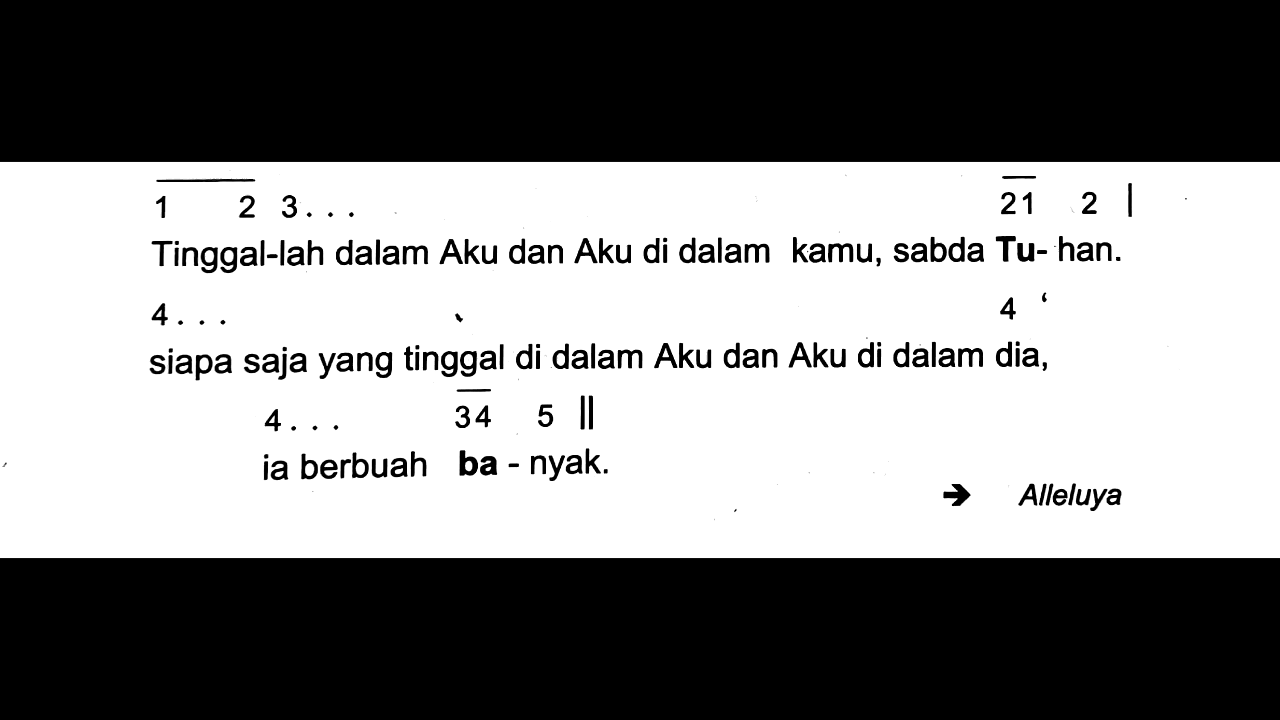 1 2 3 . . . 21 2 |
Tinggal-lah dalam Aku dan Aku di dalam kamu, sabda Tu- han.
4 . . . 4 ‘
siapa saja yang tinggal di dalam Aku dan Aku di dalam dia,
4 . . . 34 5 ||
ia berbuah ba - nyak.
➔ Alleluya